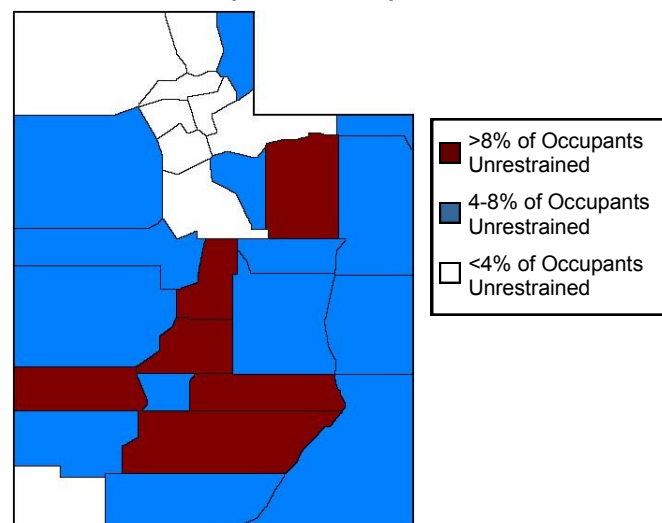 >8% of Occupants
Unrestrained
4-8% of Occupants
Unrestrained
<4% of Occupants
Unrestrained